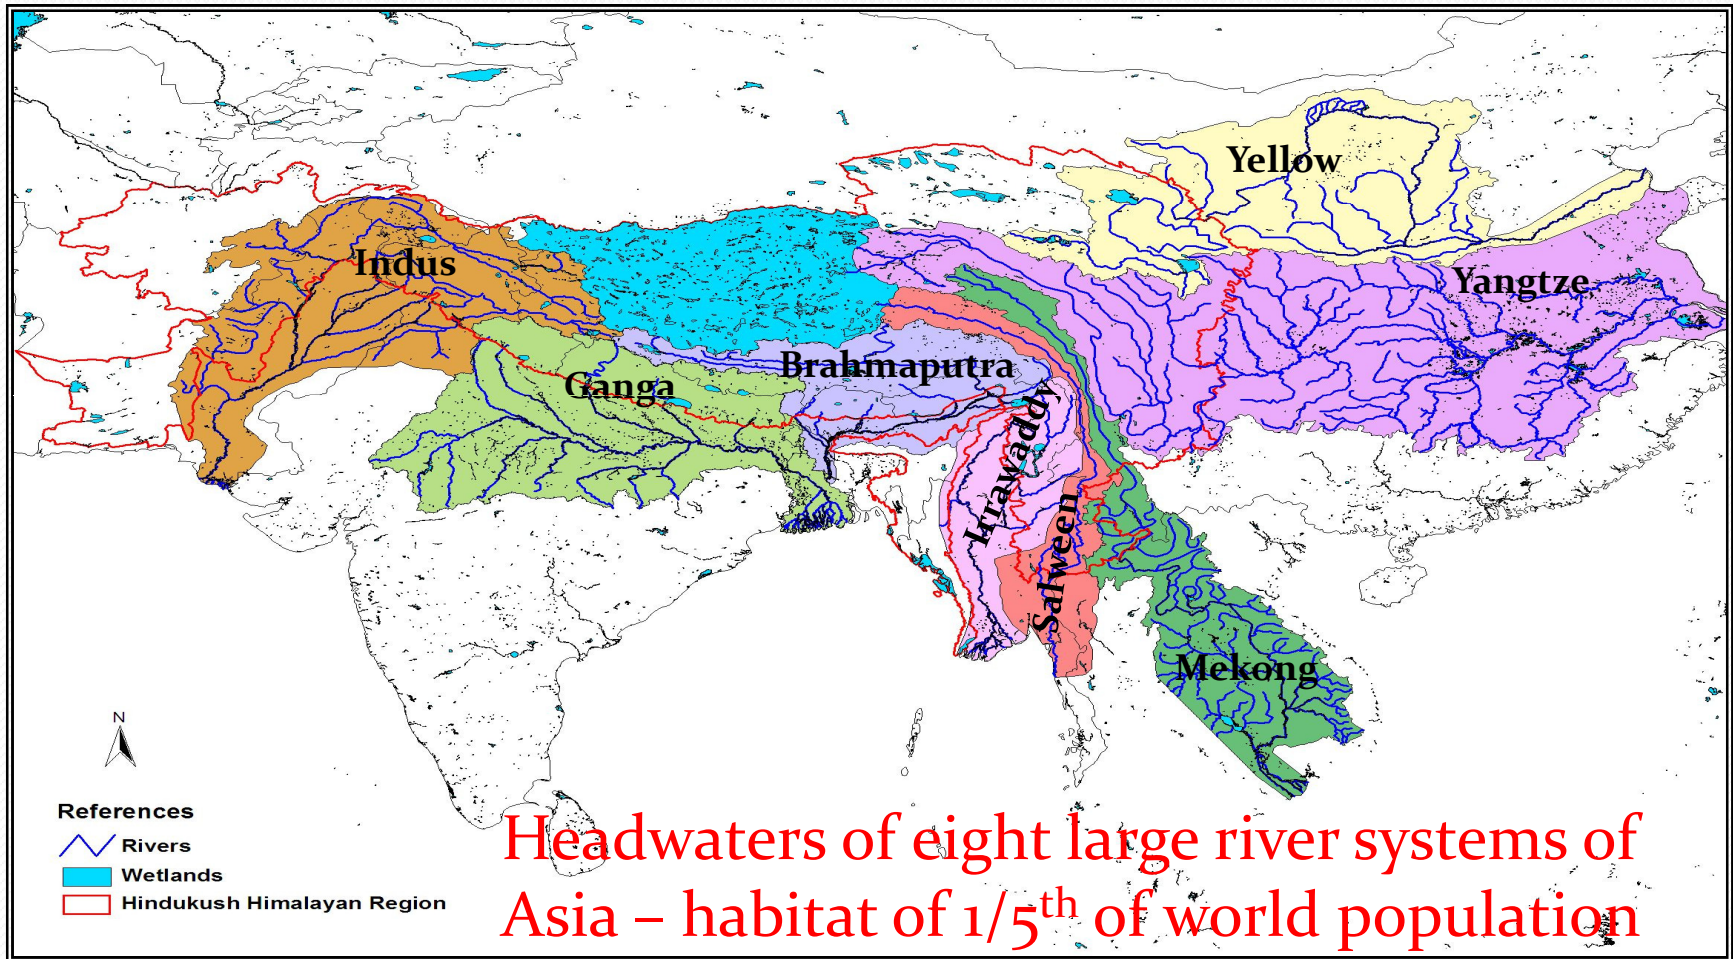 Yellow
Indus
Yangtze
Brahmaputra
Ganga
Irrawaddy
Salween
Mekong
N
References
Rivers
Wetlands
Hindukush Himalayan Region
Headwaters of eight large river systems of
Asia – habitat of 1/5th of world population